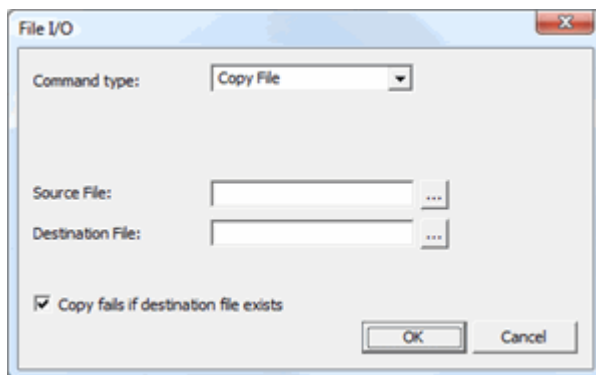 File I/O
Command type: Copy File
Source File: ...
Destination File: ...
Copy fails if destination file exists
OK Cancel